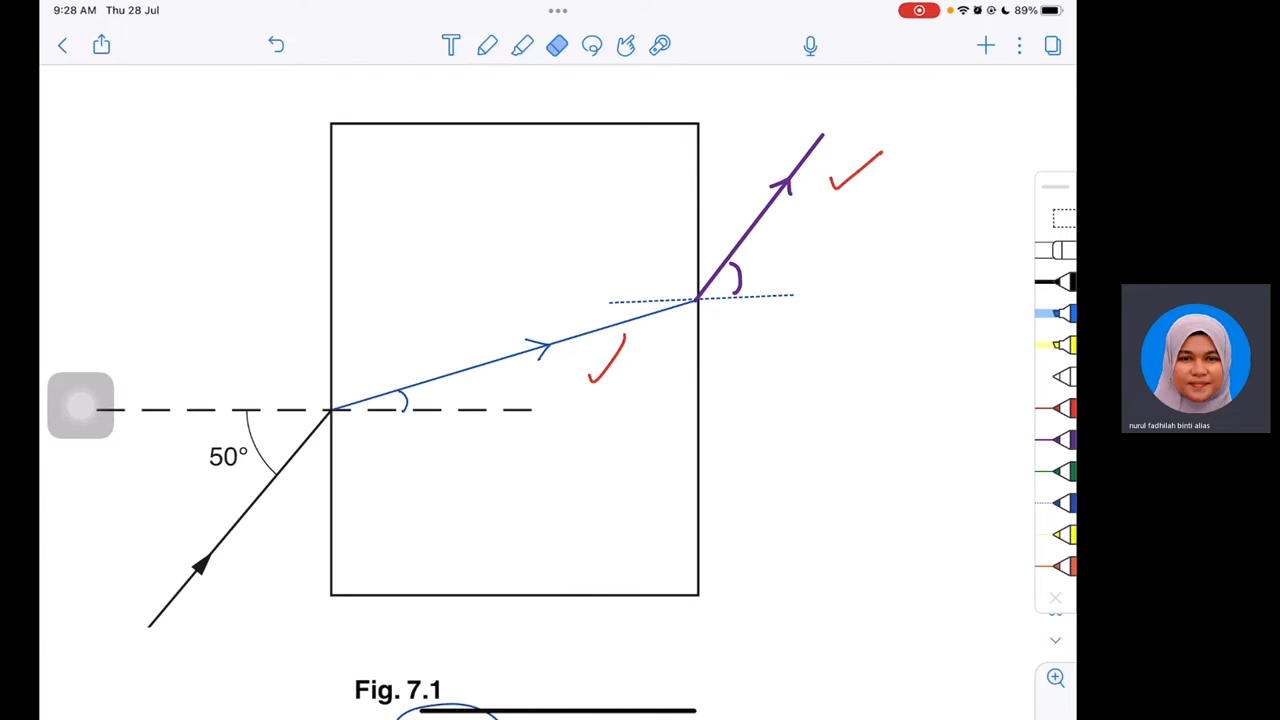 9:28 AM Thu 28 Jul
89%
T
50°
nurul fadhilah binti alias
Fig. 7.1